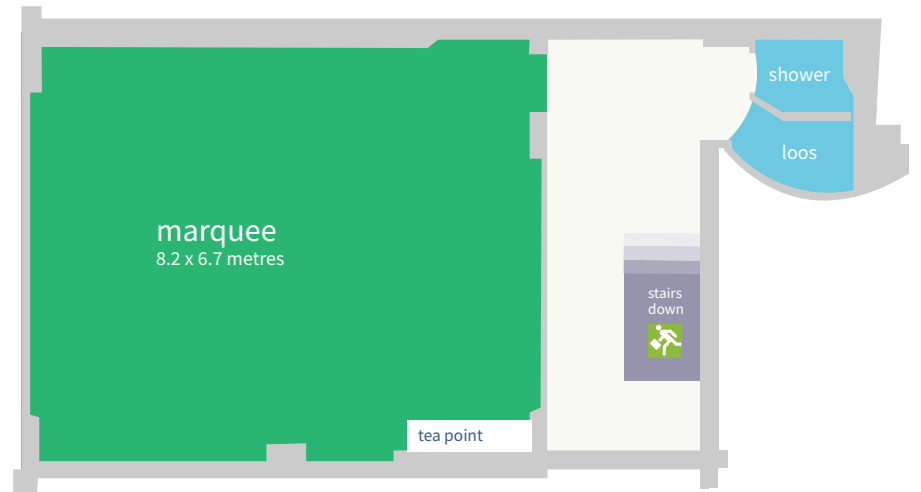 shower
loos
marquee
8.2 x 6.7 metres
stairs
down
tea point